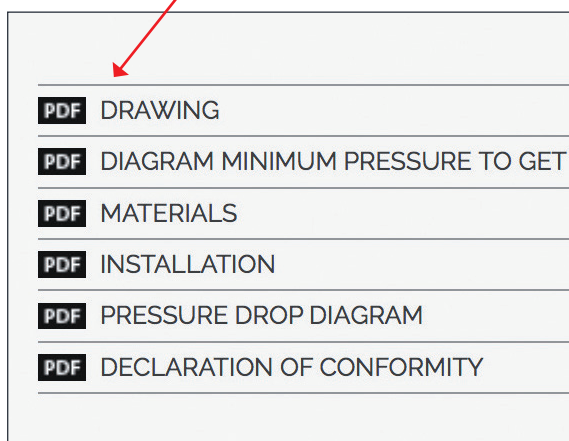 PDF DRAWING
PDF DIAGRAM MINIMUM PRESSURE TO GET
PDF MATERIALS
PDF INSTALLATION
PDF PRESSURE DROP DIAGRAM
PDF DECLARATION OF CONFORMITY